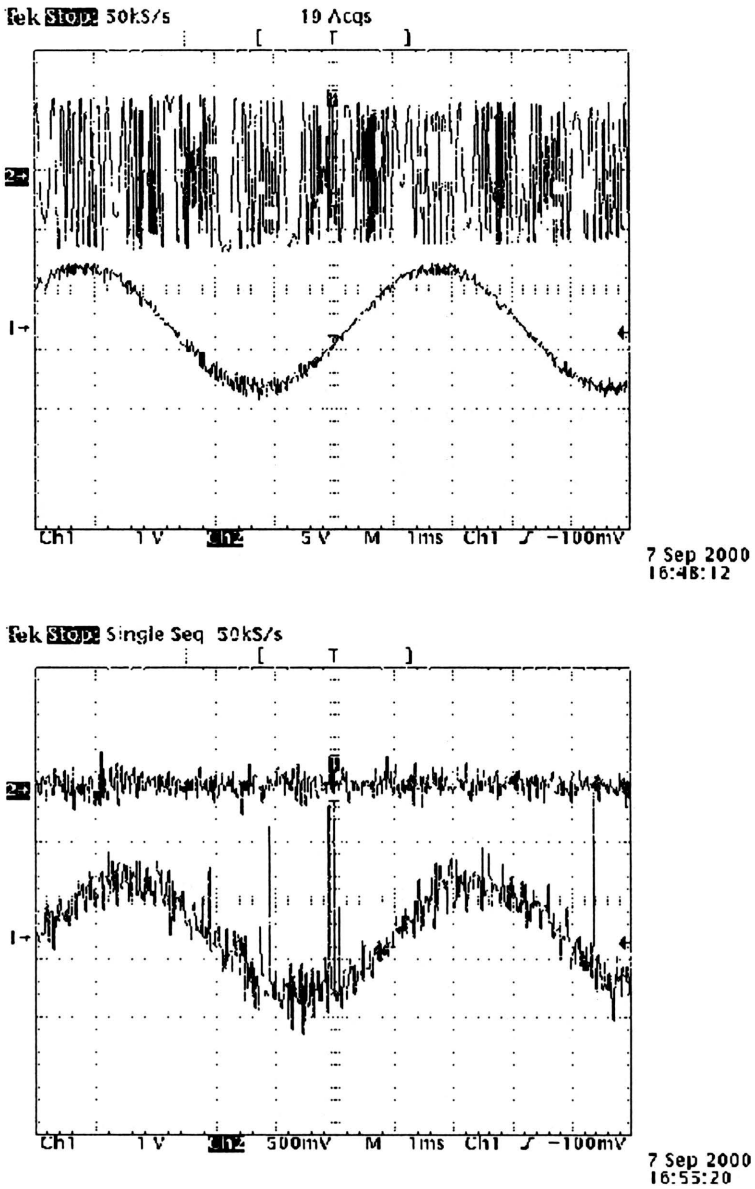 Tek Stop: 50kS/s 19 Acqs
[ T ]
2→
1→
Ch1 1 V Ch2 5 V M 1ms Ch1 ∫ −100mV
7 Sep 2000
16:48:12
Tek Stop: Single Seq 50kS/s
[ T ]
2→
1→
Ch1 1 V Ch2 500mV M 1ms Ch1 ∫ −100mV
7 Sep 2000
16:55:20